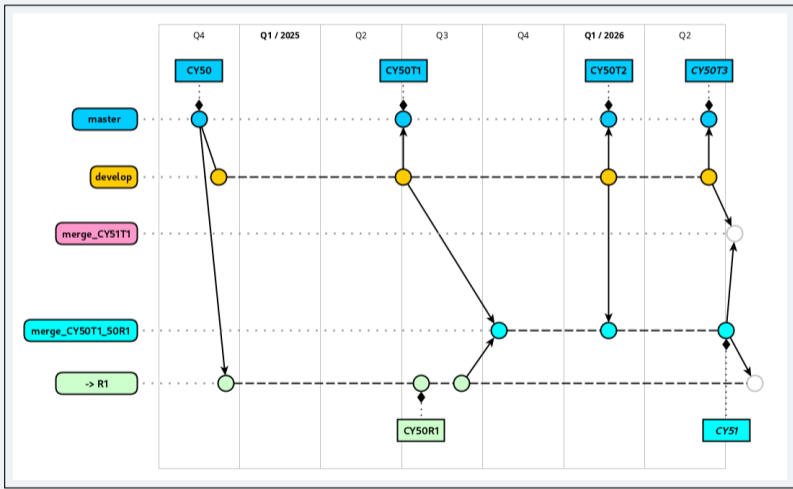 Q4
Q1 / 2025
Q2
Q3
Q4
Q1 / 2026
Q2
CY50
CY50T1
CY50T2
CY50T3
master
develop
merge_CY51T1
merge_CY50T1_50R1
-> R1
CY50R1
CY51